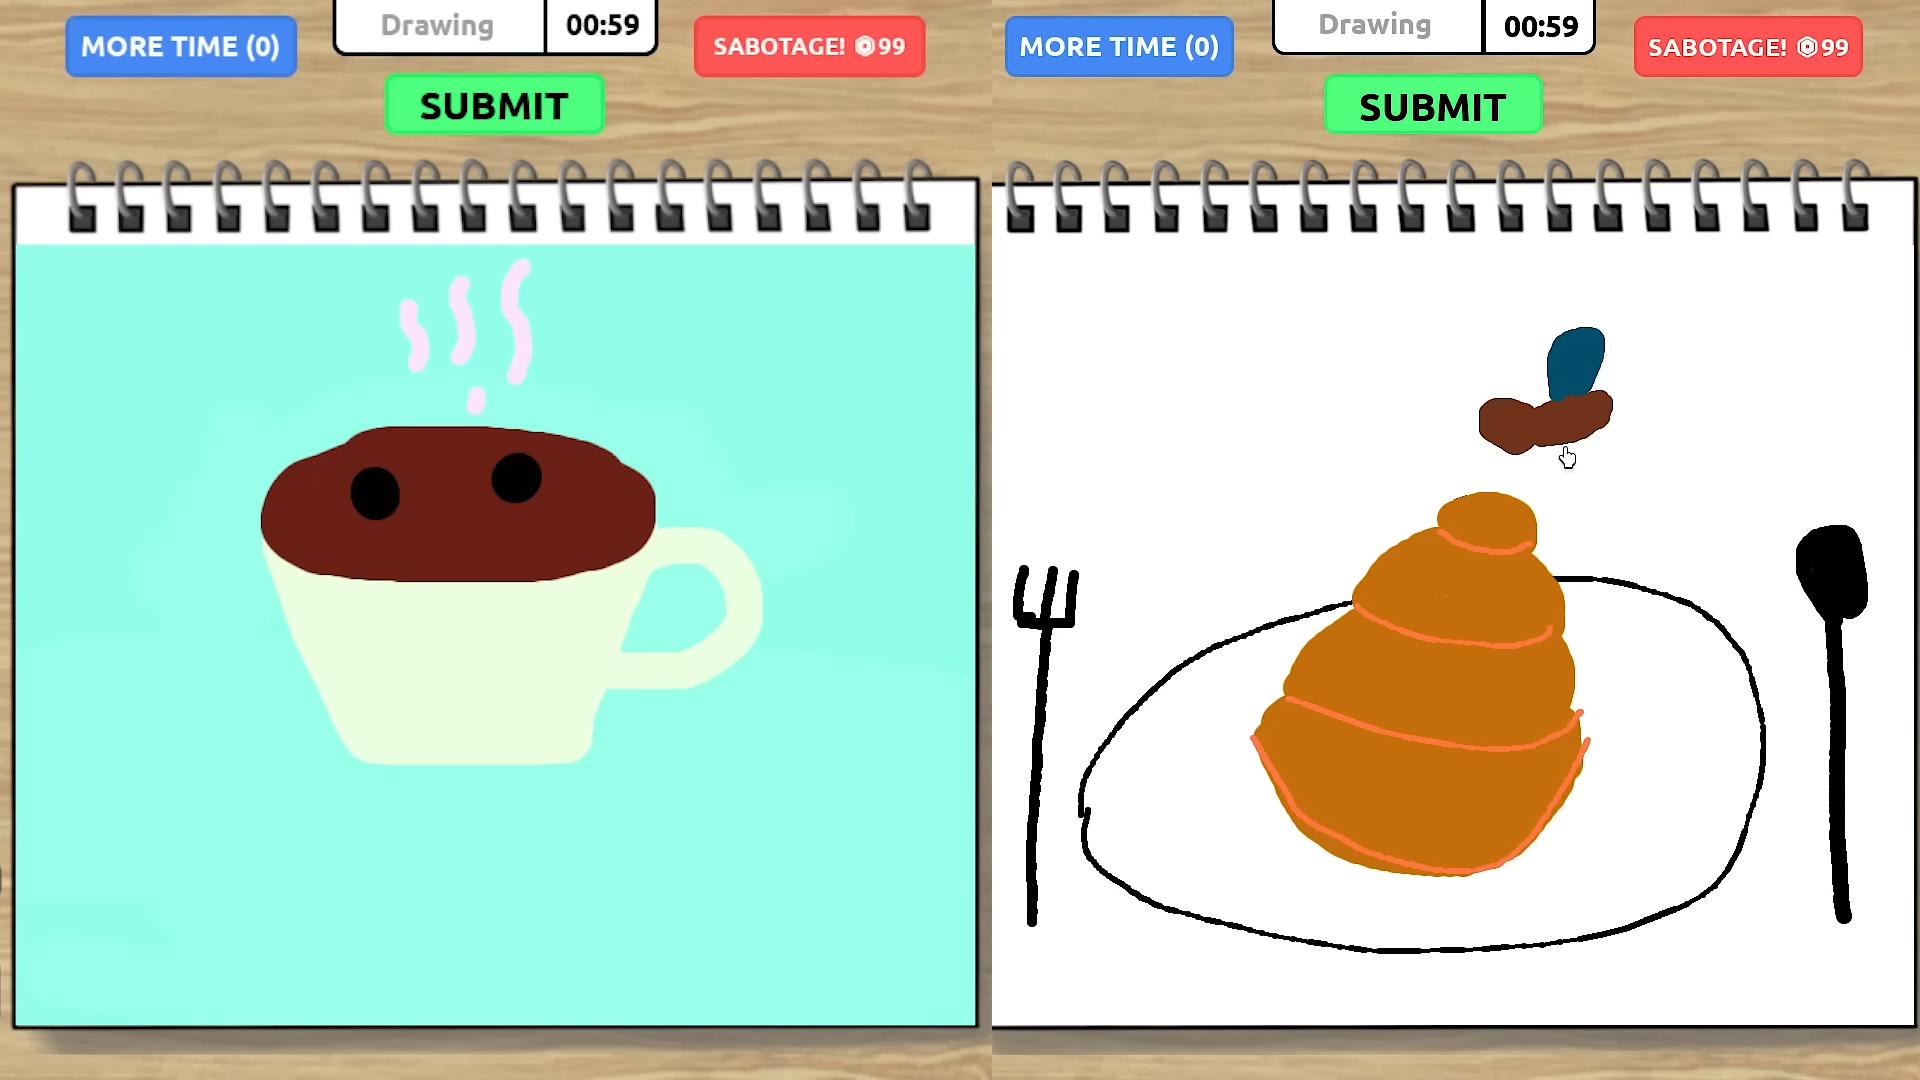 MORE TIME (0)
Drawing
00:59
SABOTAGE! 99
SUBMIT
MORE TIME (0)
Drawing
00:59
SABOTAGE! 99
SUBMIT